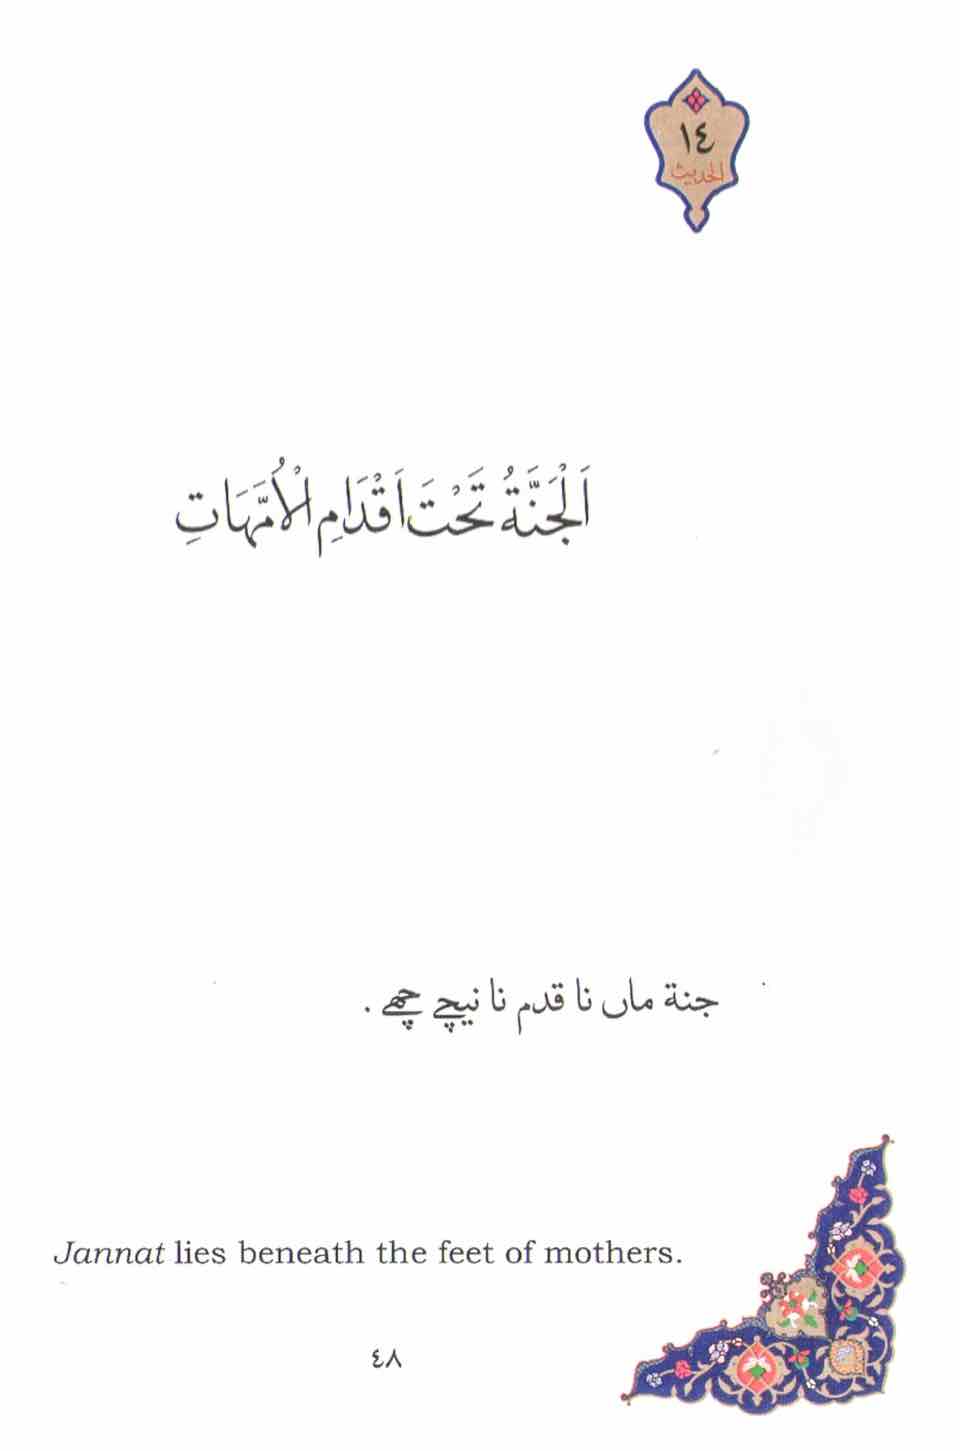 ١٤
الحديث
اَلْجَنَّةُ تَحْتَ اَقْدَامِ الْاُمَّهَاتِ
جنة ماں نا قدم نا نيچے چھے .
Jannat lies beneath the feet of mothers.
٤٨